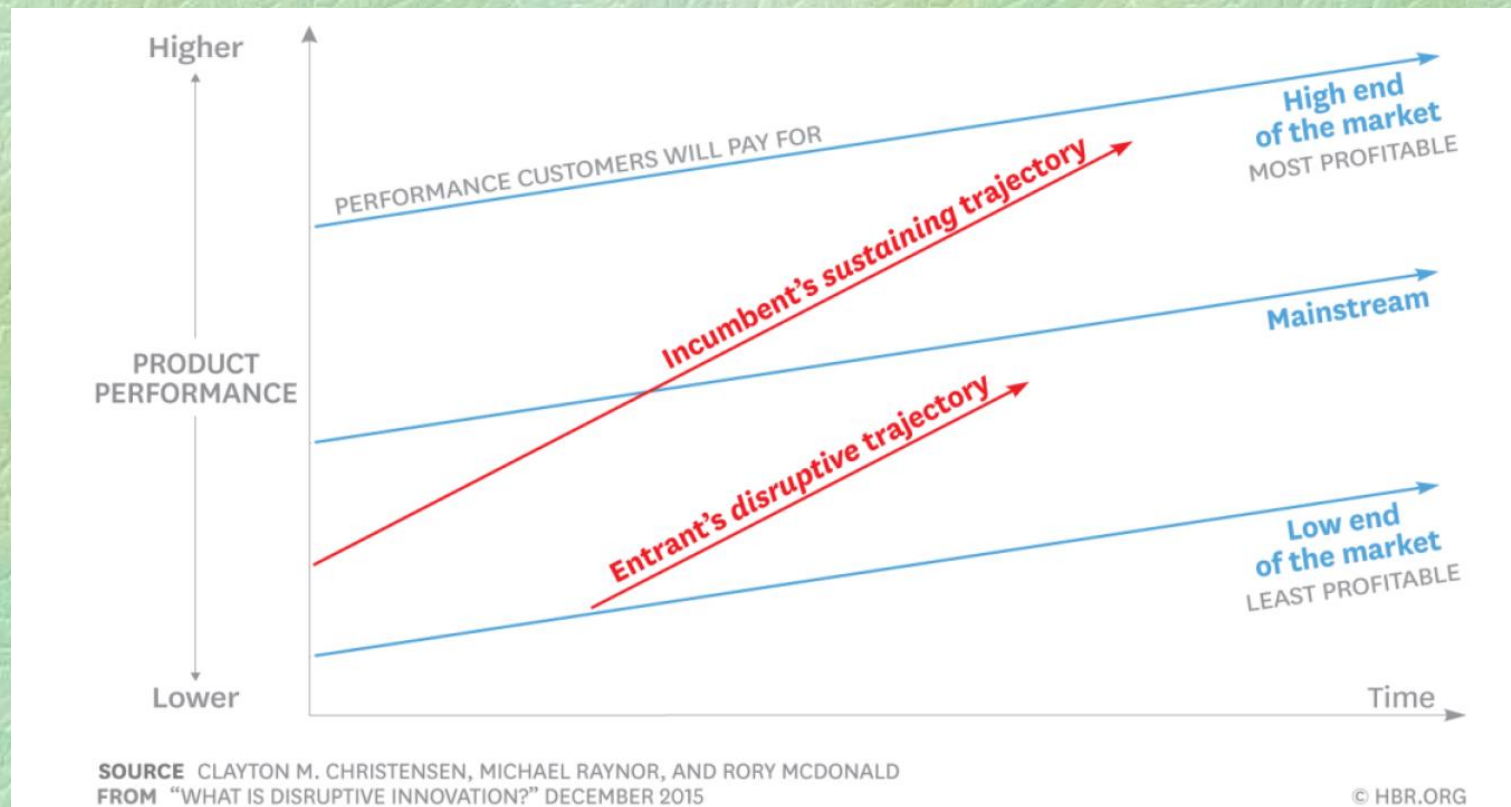 Higher
PRODUCT
PERFORMANCE
Lower
PERFORMANCE CUSTOMERS WILL PAY FOR
Incumbent’s sustaining trajectory
Entrant’s disruptive trajectory
High end
of the market
MOST PROFITABLE
Mainstream
Low end
of the market
LEAST PROFITABLE
Time
SOURCE CLAYTON M. CHRISTENSEN, MICHAEL RAYNOR, AND RORY MCDONALD
FROM “WHAT IS DISRUPTIVE INNOVATION?” DECEMBER 2015
© HBR.ORG